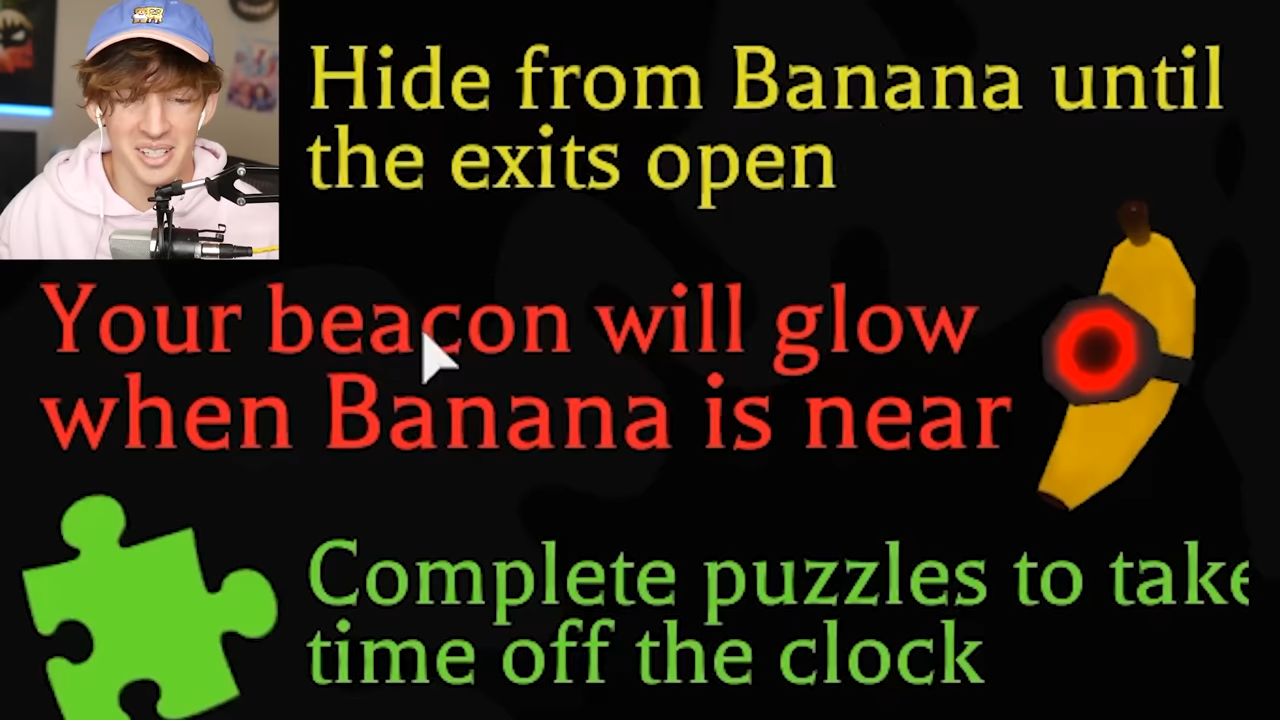 Hide from Banana until
the exits open
Your beacon will glow
when Banana is near
Complete puzzles to take
time off the clock